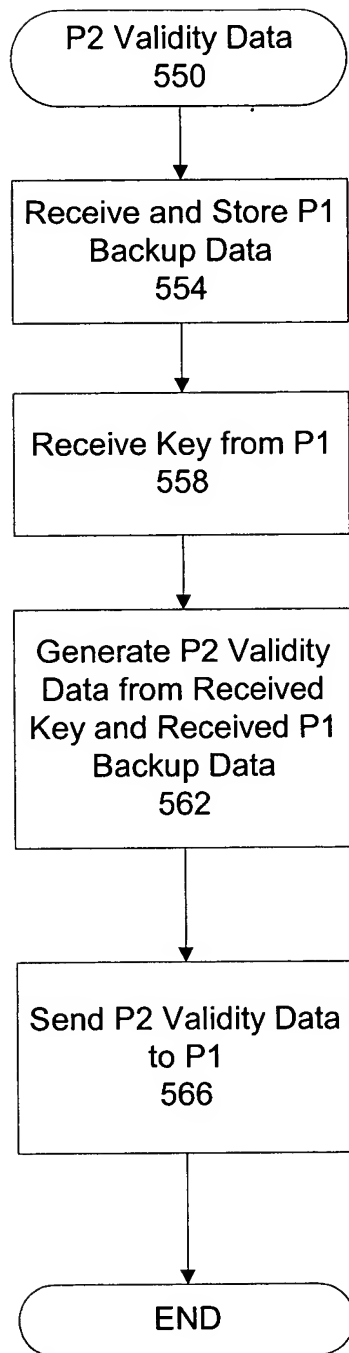 P2 Validity Data
550
Receive and Store P1
Backup Data
554
Receive Key from P1
558
Generate P2 Validity
Data from Received
Key and Received P1
Backup Data
562
Send P2 Validity Data
to P1
566
END